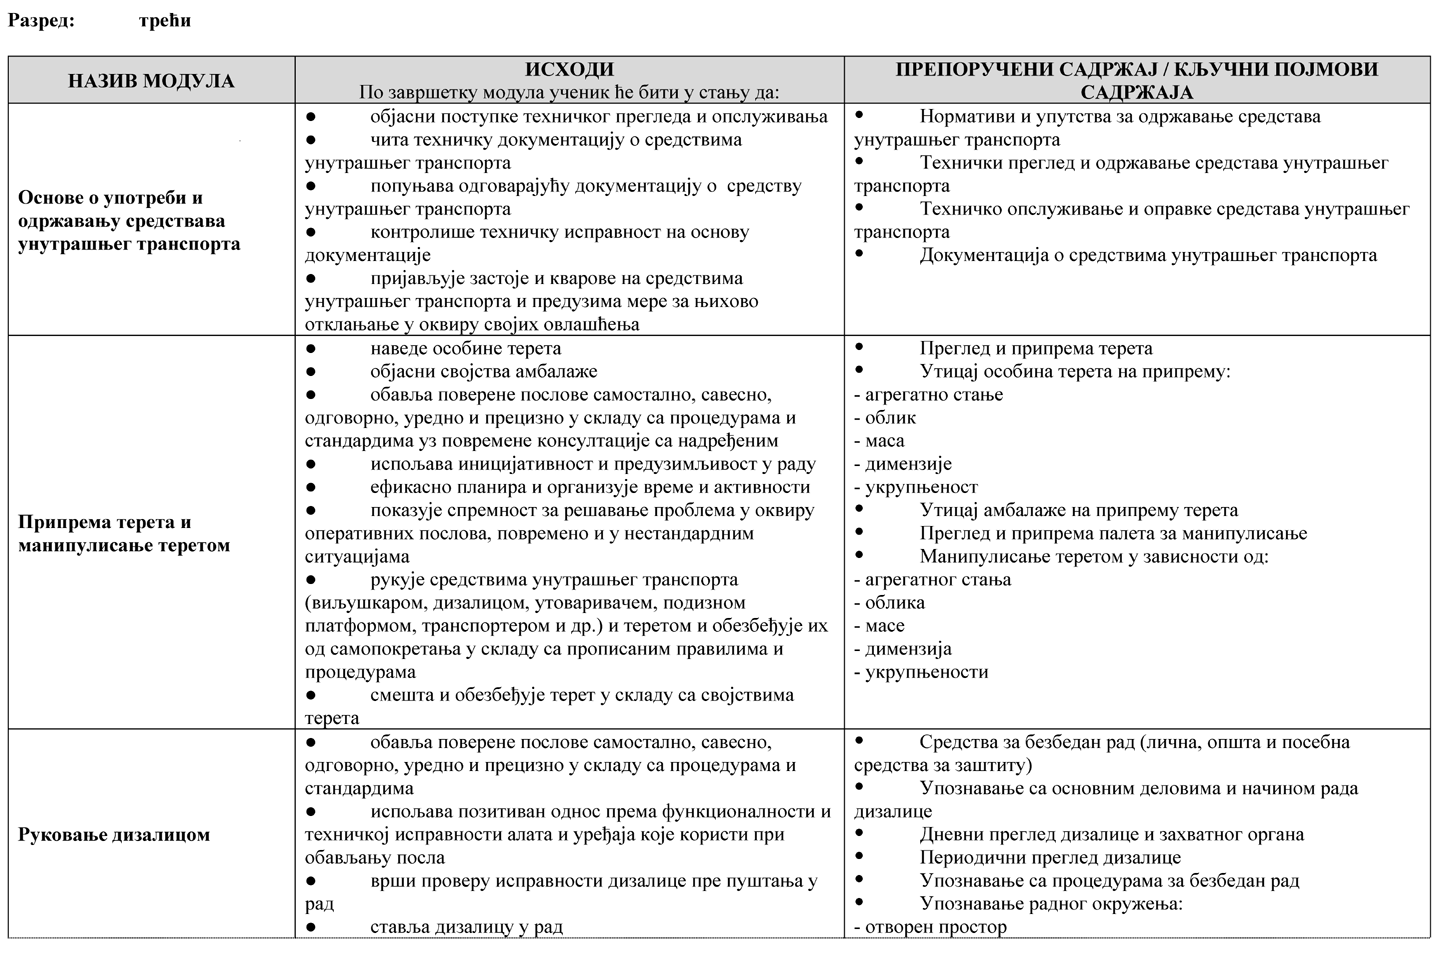 Разред: трећи
НАЗИВ МОДУЛА
ИСХОДИ
По завршетку модула ученик ће бити у стању да:
ПРЕПОРУЧЕНИ САДРЖАЈ / КЉУЧНИ ПОЈМОВИ
САДРЖАЈА
Основе о употреби и
одржавању средствава
унутрашњег транспорта
● објасни поступке техничког прегледа и опслуживања
● чита техничку документацију о средствима
унутрашњег транспорта
● попуњава одговарајућу документацију о средству
унутрашњег транспорта
● контролише техничку исправност на основу
документације
● пријављује застоје и кварове на средствима
унутрашњег транспорта и предузима мере за њихово
отклањање у оквиру својих овлашћења
• Нормативи и упутства за одржавање средстава
унутрашњег транспорта
• Технички преглед и одржавање средстава унутрашњег
транспорта
• Техничко опслуживање и оправке средстава унутрашњег
транспорта
• Документација о средствима унутрашњег транспорта
Припрема терета и
манипулисање теретом
● наведе особине терета
● објасни својства амбалаже
● обавља поверене послове самостално, савесно,
одговорно, уредно и прецизно у складу са процедурама и
стандардима уз повремене консултације са надређеним
● испољава иницијативност и предузимљивост у раду
● ефикасно планира и организује време и активности
● показује спремност за решавање проблема у оквиру
оперативних послова, повремено и у нестандардним
ситуацијама
● рукује средствима унутрашњег транспорта
(виљушкаром, дизалицом, утоваривачем, подизном
платформом, транспортером и др.) и теретом и обезбеђује их
од самопокретања у складу са прописаним правилима и
процедурама
● смешта и обезбеђује терет у складу са својствима
терета
• Преглед и припрема терета
• Утицај особина терета на припрему:
- агрегатно стање
- облик
- маса
- димензије
- укрупњеност
• Утицај амбалаже на припрему терета
• Преглед и припрема палета за манипулисање
• Манипулисање теретом у зависности од:
- агрегатног стања
- облика
- масе
- димензија
- укрупњености
Руковање дизалицом
● обавља поверене послове самостално, савесно,
одговорно, уредно и прецизно у складу са процедурама и
стандардима
● испољава позитиван однос према функционалности и
техничкој исправности алата и уређаја које користи при
обављању посла
● врши проверу исправности дизалице пре пуштања у
рад
● ставља дизалицу у рад
• Средства за безбедан рад (лична, општа и посебна
средства за заштиту)
• Упознавање са основним деловима и начином рада
дизалице
• Дневни преглед дизалице и захватног органа
• Периодични преглед дизалице
• Упознавање са процедурама за безбедан рад
• Упознавање радног окружења:
- отворен простор